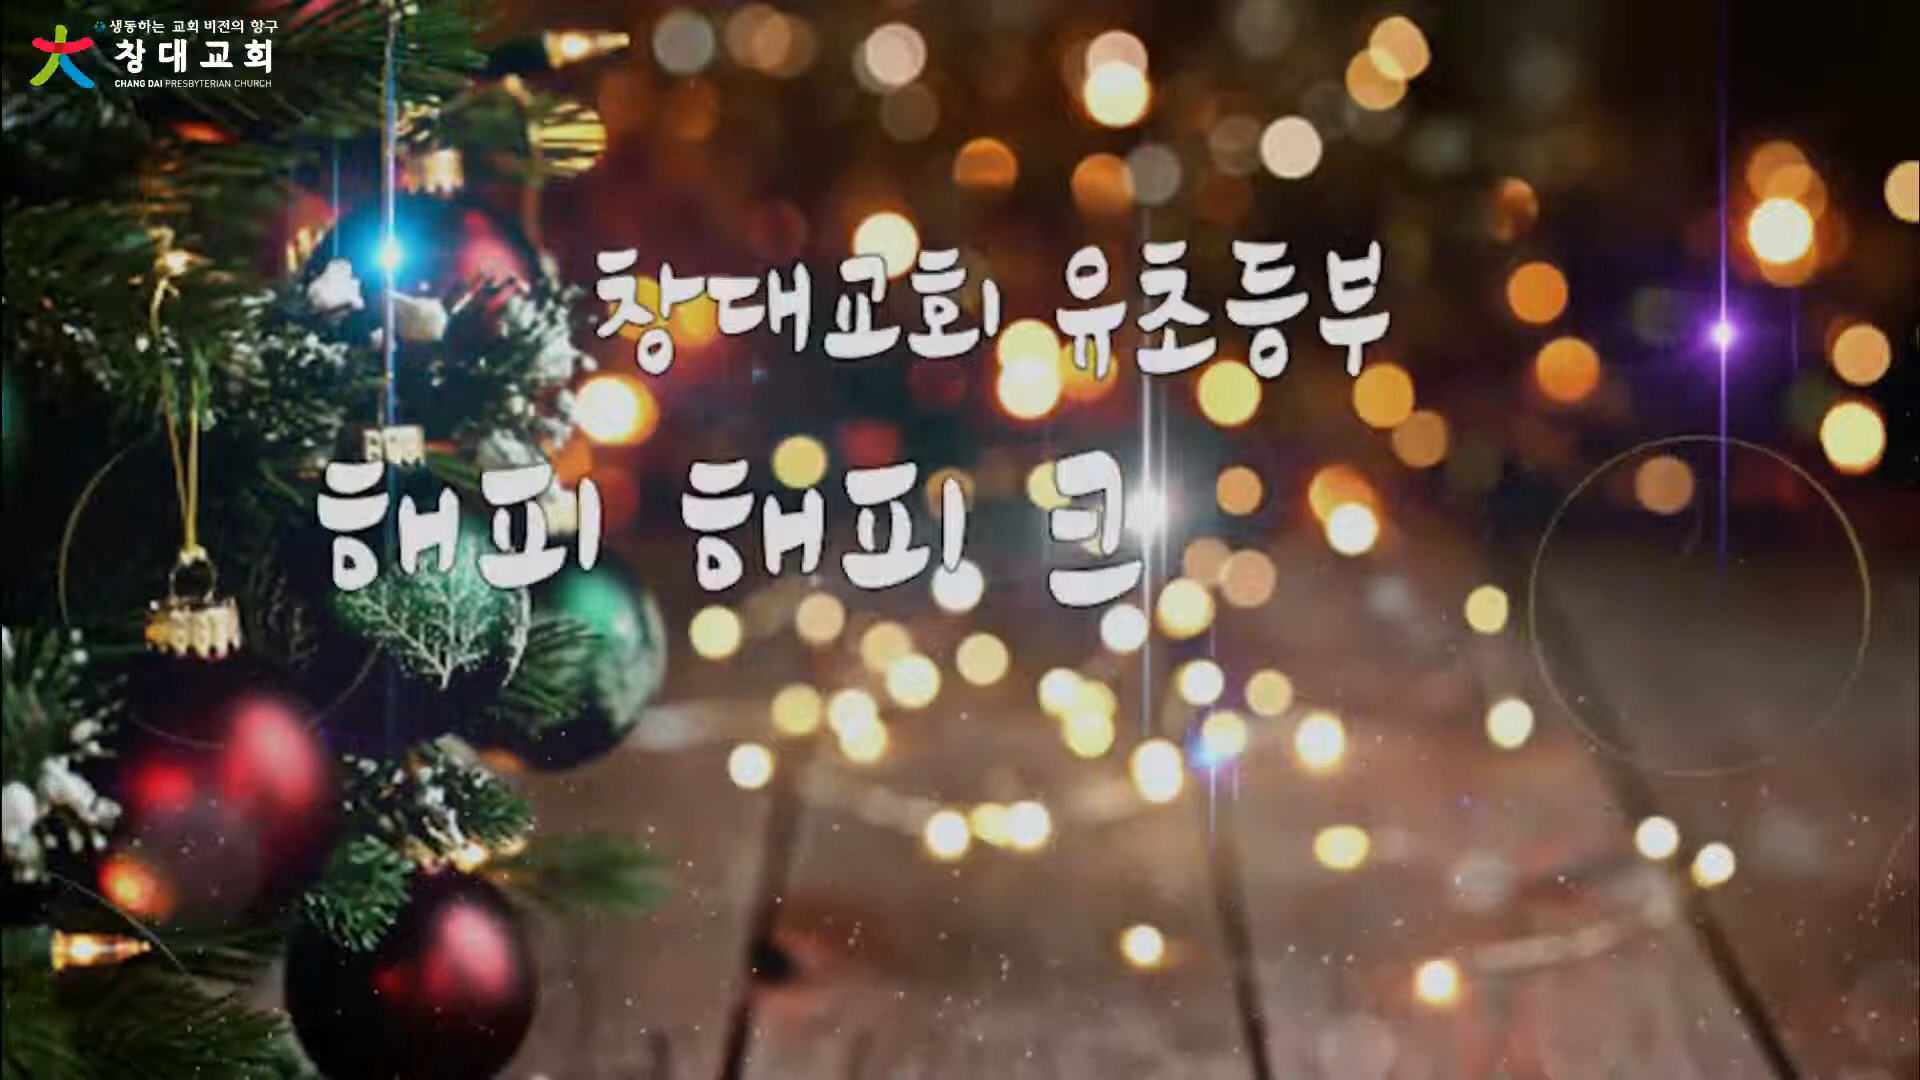 생동하는 교회 비전의 항구
창대교회
CHANG DAI PRESBYTERIAN CHURCH
창대교회 유초등부
해피 해피 크